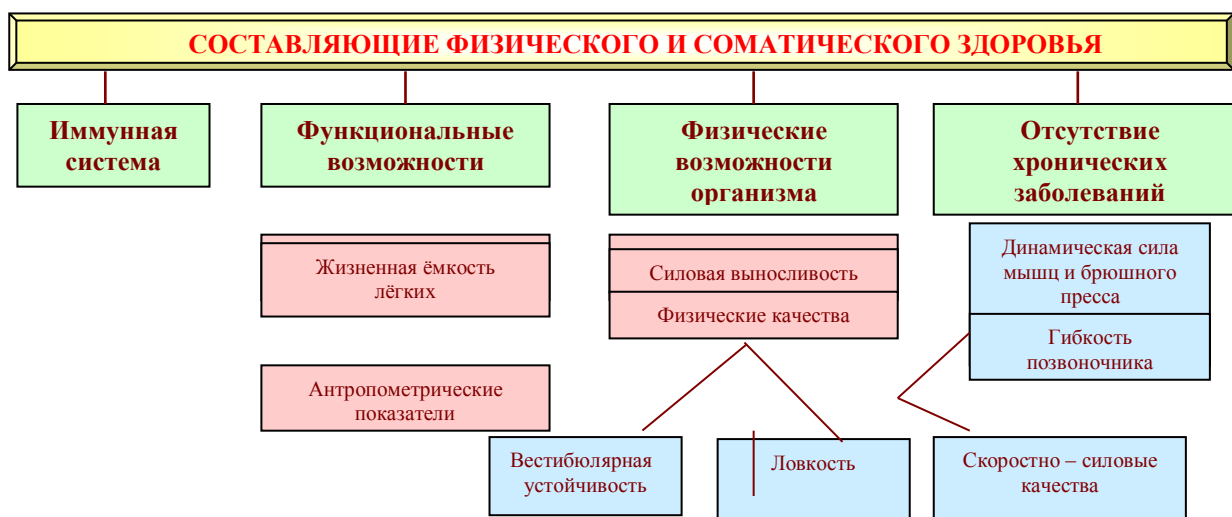 СОСТАВЛЯЮЩИЕ ФИЗИЧЕСКОГО И СОМАТИЧЕСКОГО ЗДОРОВЬЯ
Иммунная
система
Функциональные
возможности
Физические
возможности
организма
Отсутствие
хронических
заболеваний
Жизненная ёмкость
лёгких
Антропометрические
показатели
Силовая выносливость
Физические качества
Динамическая сила
мышц и брюшного
пресса
Гибкость
позвоночника
Вестибулярная
устойчивость
Ловкость
Скоростно – силовые
качества